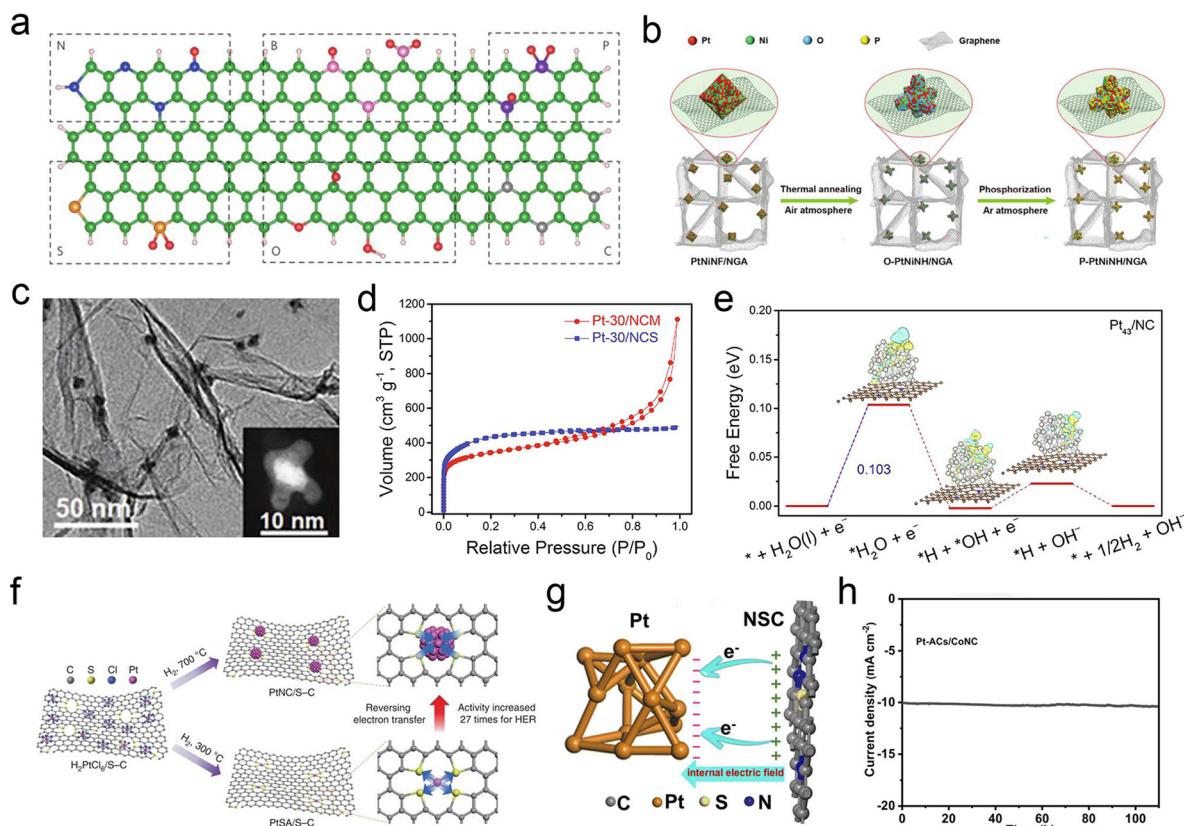 a
N
B
P
S
O
C
b
Pt Ni O P Graphene
Thermal annealing
Air atmosphere
Phosphorization
Ar atmosphere
PtNiNF/NGA
O-PtNiNH/NGA
P-PtNiNH/NGA
c
50 nm
10 nm
d
Volume (cm³ g⁻¹, STP)
1200
1000
800
600
400
200
0
Pt-30/NCM
Pt-30/NCS
0.0 0.2 0.4 0.6 0.8 1.0
Relative Pressure (P/P₀)
e
Free Energy (eV)
0.20
0.15
0.10
0.05
0.00
Pt₄₃/NC
0.103
* + H₂O(l) + e⁻
*H₂O + e⁻
*H + *OH + e⁻
*H + OH⁻
* + 1/2H₂ + OH⁻
f
C S Cl Pt
H₂PtCl₆/S–C
H₂, 700 °C
H₂, 300 °C
PtNC/S–C
PtSA/S–C
Reversing
electron transfer
Activity increased
27 times for HER
g
Pt
NSC
e⁻
e⁻
internal electric field
C Pt S N
h
Current density (mA cm⁻²)
0
-5
-10
-15
-20
Pt-ACs/CoNC
0 20 40 60 80 100